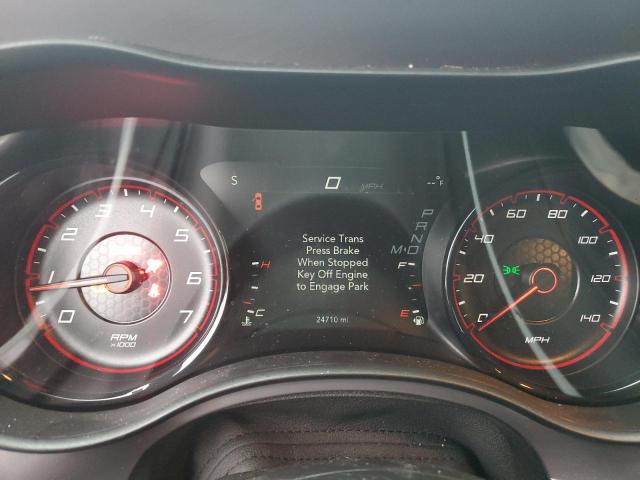 S 0 MPH --°F
Service Trans
Press Brake
When Stopped
Key Off Engine
to Engage Park
24710 mi
P
R
N
M D
H
C
F
E
0 1 2 3 4 5 6 7
RPM
x1000
0 20 40 60 80 100 120 140
MPH